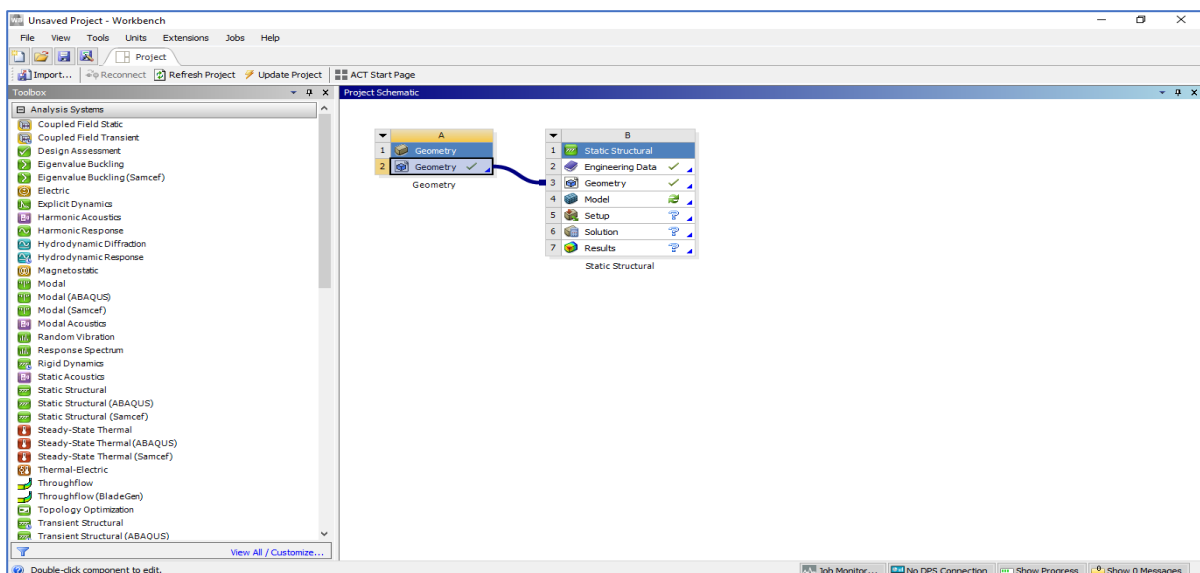 Unsaved Project - Workbench
File View Tools Units Extensions Jobs Help
Project
Import... Reconnect Refresh Project Update Project ACT Start Page
Toolbox
Project Schematic
Analysis Systems
Coupled Field Static
Coupled Field Transient
Design Assessment
Eigenvalue Buckling
Eigenvalue Buckling (Samcef)
Electric
Explicit Dynamics
Harmonic Acoustics
Harmonic Response
Hydrodynamic Diffraction
Hydrodynamic Response
Magnetostatic
Modal
Modal (ABAQUS)
Modal (Samcef)
Modal Acoustics
Random Vibration
Response Spectrum
Rigid Dynamics
Static Acoustics
Static Structural
Static Structural (ABAQUS)
Static Structural (Samcef)
Steady-State Thermal
Steady-State Thermal (ABAQUS)
Steady-State Thermal (Samcef)
Thermal-Electric
Throughflow
Throughflow (BladeGen)
Topology Optimization
Transient Structural
Transient Structural (ABAQUS)
View All / Customize...
A
1 Geometry
2 Geometry
Geometry
B
1 Static Structural
2 Engineering Data
3 Geometry
4 Model
5 Setup
6 Solution
7 Results
Static Structural
Double-click component to edit.
Job Monitor... No DPS Connection Show Progress Show 0 Messages